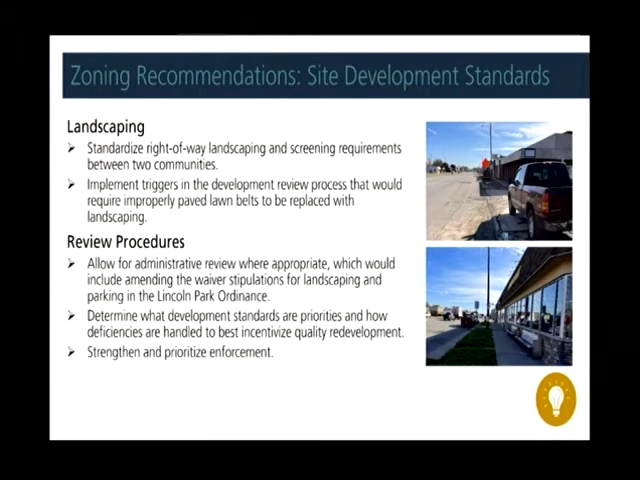 Zoning Recommendations: Site Development Standards
Landscaping
➢ Standardize right-of-way landscaping and screening requirements
between two communities.
➢ Implement triggers in the development review process that would
require improperly paved lawn belts to be replaced with
landscaping.
Review Procedures
➢ Allow for administrative review where appropriate, which would
include amending the waiver stipulations for landscaping and
parking in the Lincoln Park Ordinance.
➢ Determine what development standards are priorities and how
deficiencies are handled to best incentivize quality redevelopment.
➢ Strengthen and prioritize enforcement.